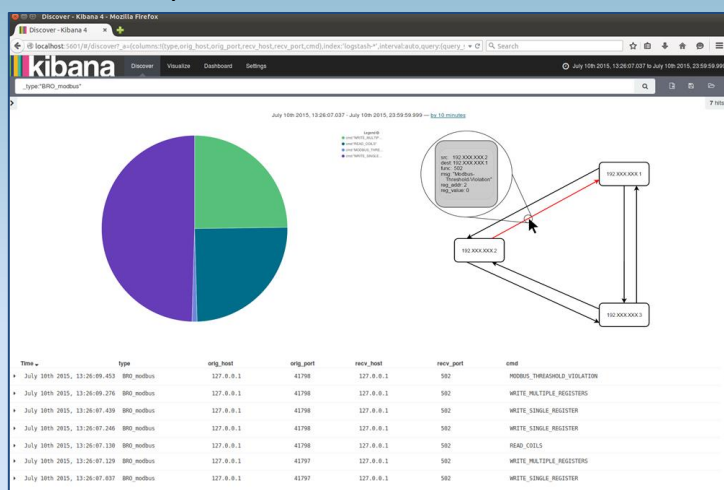 Discover - Kibana 4 - Mozilla Firefox
Discover - Kibana 4
localhost:5601/#/discover?_a=(columns:!(type,orig_host,orig_port,recv_host,recv_port,cmd),index:'logstash-*',interval:auto,query:(query_s
Search
kibana
Discover Visualize Dashboard Settings
July 10th 2015, 13:26:07.037 to July 10th 2015, 23:59:59.999
_type:"BRO_modbus"
7 hits
July 10th 2015, 13:26:07.037 - July 10th 2015, 23:59:59.999 — by 10 minutes
src: 192.XXX.XXX.2
dest 192.XXX.XXX.1
func: 502
msg: "Modbus-
Threshold-Violation"
reg_addr: 2
reg_value: 0
192.XXX.XXX.1
192.XXX.XXX.2
192.XXX.XXX.3
Time type orig_host orig_port recv_host recv_port cmd
July 10th 2015, 13:26:09.453 BRO_modbus 127.0.0.1 41798 127.0.0.1 502 MODBUS_THREASHOLD_VIOLATION
July 10th 2015, 13:26:09.276 BRO_modbus 127.0.0.1 41798 127.0.0.1 502 WRITE_MULTIPLE_REGISTERS
July 10th 2015, 13:26:07.439 BRO_modbus 127.0.0.1 41798 127.0.0.1 502 WRITE_SINGLE_REGISTER
July 10th 2015, 13:26:07.246 BRO_modbus 127.0.0.1 41798 127.0.0.1 502 WRITE_SINGLE_REGISTER
July 10th 2015, 13:26:07.130 BRO_modbus 127.0.0.1 41798 127.0.0.1 502 READ_COILS
July 10th 2015, 13:26:07.129 BRO_modbus 127.0.0.1 41797 127.0.0.1 502 WRITE_MULTIPLE_REGISTERS
July 10th 2015, 13:26:07.037 BRO_modbus 127.0.0.1 41797 127.0.0.1 502 WRITE_SINGLE_REGISTER